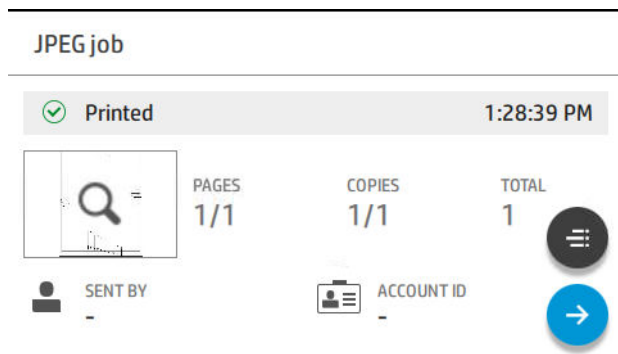 JPEG job
Printed 1:28:39 PM
PAGES COPIES TOTAL
1/1 1/1 1
SENT BY ACCOUNT ID
- -